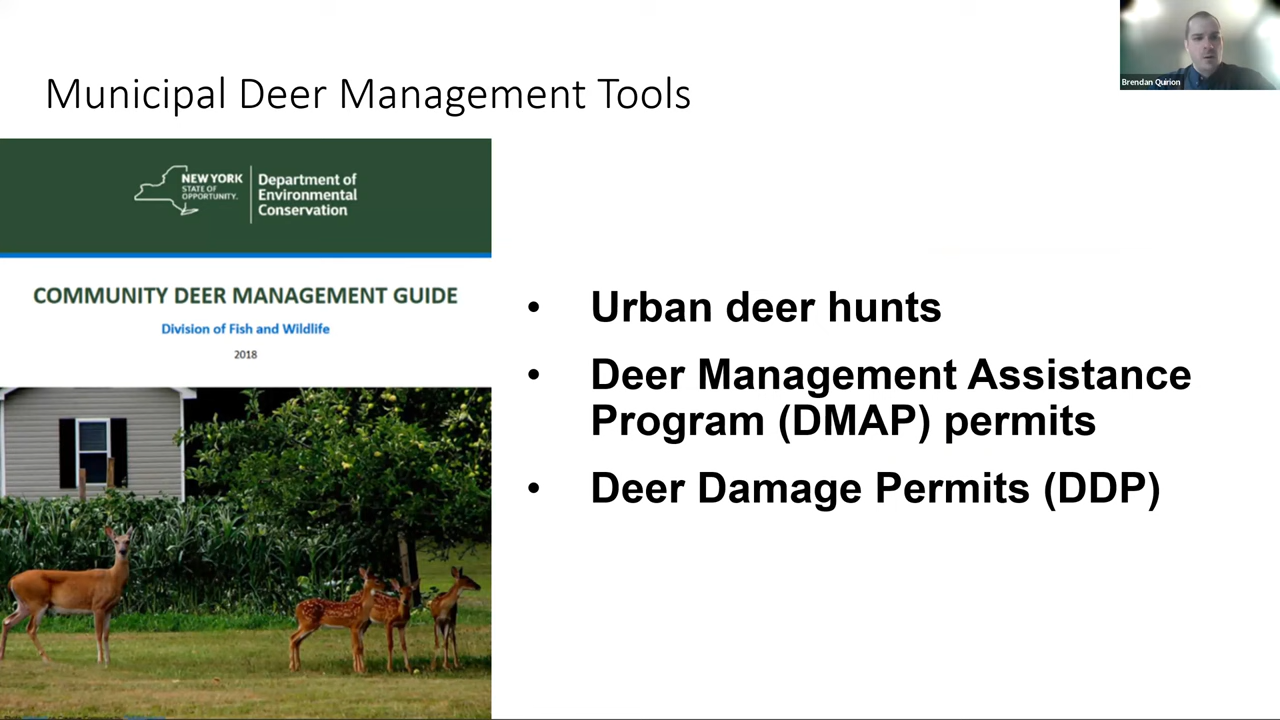 Brendan Quirion
Municipal Deer Management Tools
NEW YORK
STATE OF
OPPORTUNITY.
Department of
Environmental
Conservation
COMMUNITY DEER MANAGEMENT GUIDE
Division of Fish and Wildlife
2018
• Urban deer hunts
• Deer Management Assistance
Program (DMAP) permits
• Deer Damage Permits (DDP)